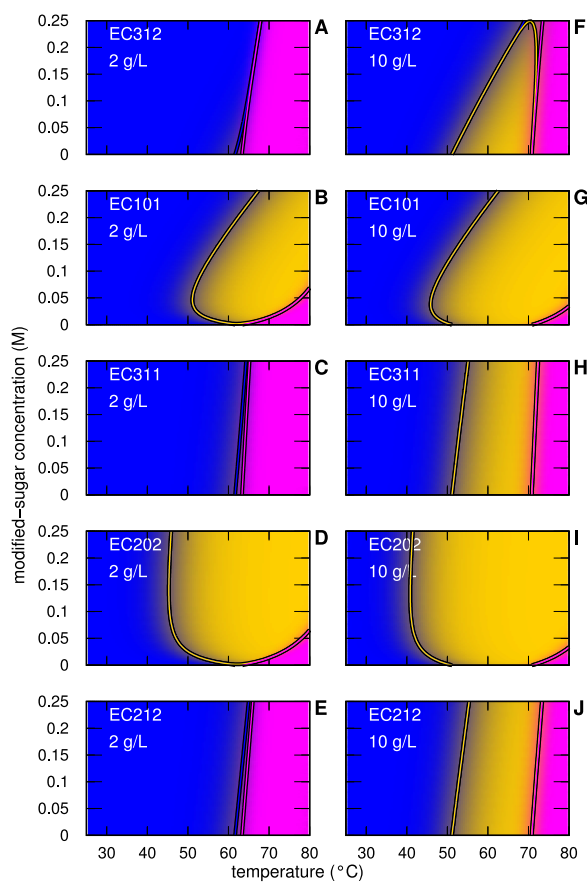 EC312
2 g/L
A
0.25
0.2
0.15
0.1
0.05
0
EC312
10 g/L
F
EC101
2 g/L
B
0.25
0.2
0.15
0.1
0.05
0
EC101
10 g/L
G
EC311
2 g/L
C
0.25
0.2
0.15
0.1
0.05
0
EC311
10 g/L
H
EC202
2 g/L
D
0.25
0.2
0.15
0.1
0.05
0
EC202
10 g/L
I
EC212
2 g/L
E
0.25
0.2
0.15
0.1
0.05
0
EC212
10 g/L
J
30 40 50 60 70 80
30 40 50 60 70 80
temperature (°C)
modified−sugar concentration (M)